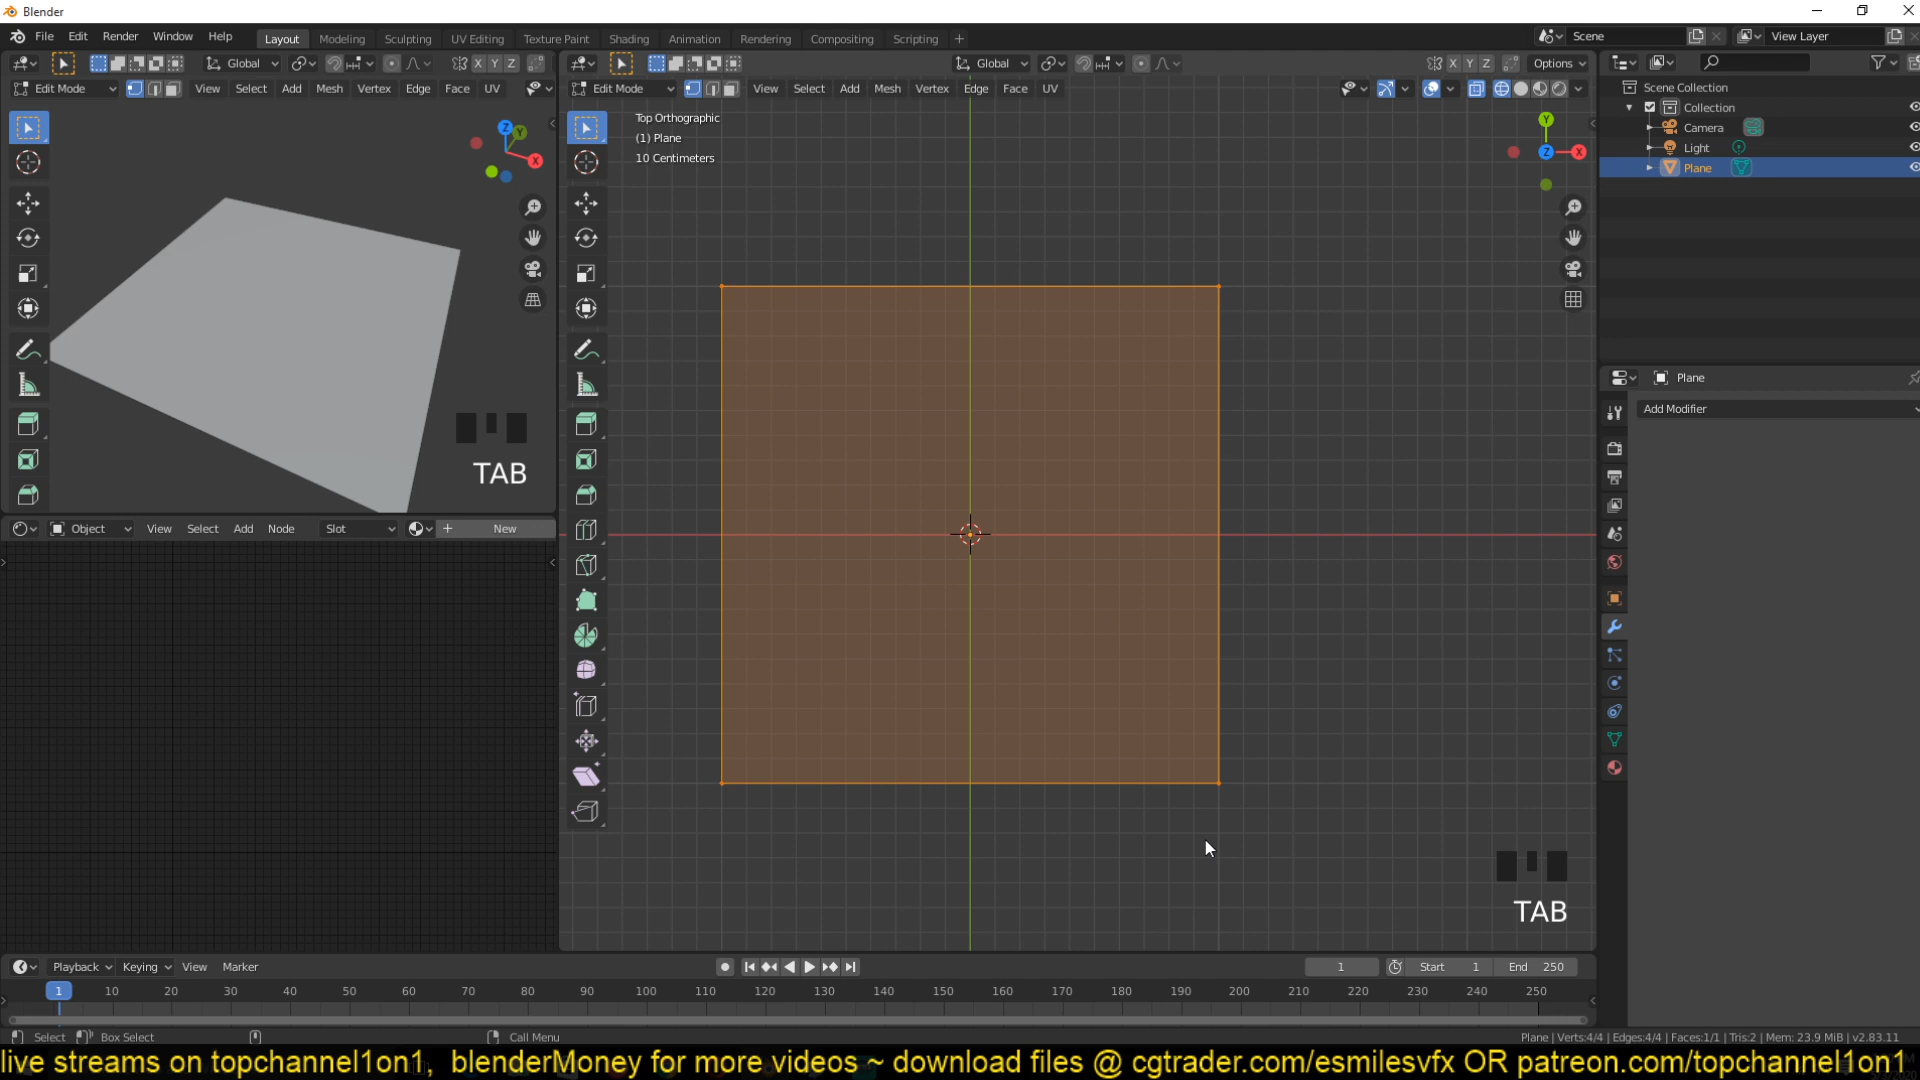 Blender
File Edit Render Window Help Layout Modeling Sculpting UV Editing Texture Paint Shading Animation Rendering Compositing Scripting + Scene View Layer
Global X Y Z Global X Y Z Options
Edit Mode View Select Add Mesh Vertex Edge Face UV Edit Mode View Select Add Mesh Vertex Edge Face UV
Scene Collection
Collection
Camera
Light
Plane
Top Orthographic
(1) Plane
10 Centimeters
Z Y X
Y Z X
TAB
Plane
Add Modifier
Object View Select Add Node Slot + New
TAB
Playback Keying View Marker 1 Start 1 End 250
1 10 20 30 40 50 60 70 80 90 100 110 120 130 140 150 160 170 180 190 200 210 220 230 240 250
Select Box Select Call Menu Plane | Verts:4/4 | Edges:4/4 | Faces:1/1 | Tris:2 | Mem: 23.9 MiB | v2.83.11
live streams on topchannel1on1, blenderMoney for more videos ~ download files @ cgtrader.com/esmilesvfx OR patreon.com/topchannel1on1